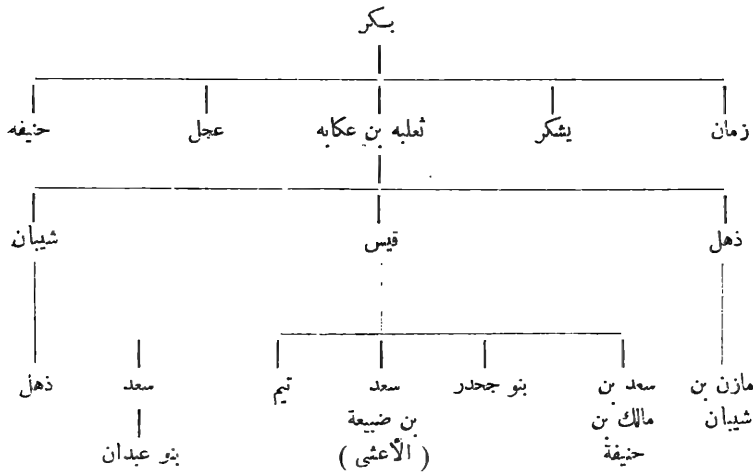 بكر
زمان يشكر ثعلبه بن عكابه عجل حنيفه
ذهل قيس شيبان
مازن بن شيبان
سعد بن مالك بن حنيفة
بنو جحدر
سعد بن ضبيعة (الأعشى)
تيم
سعد
بنو عبدان
ذهل